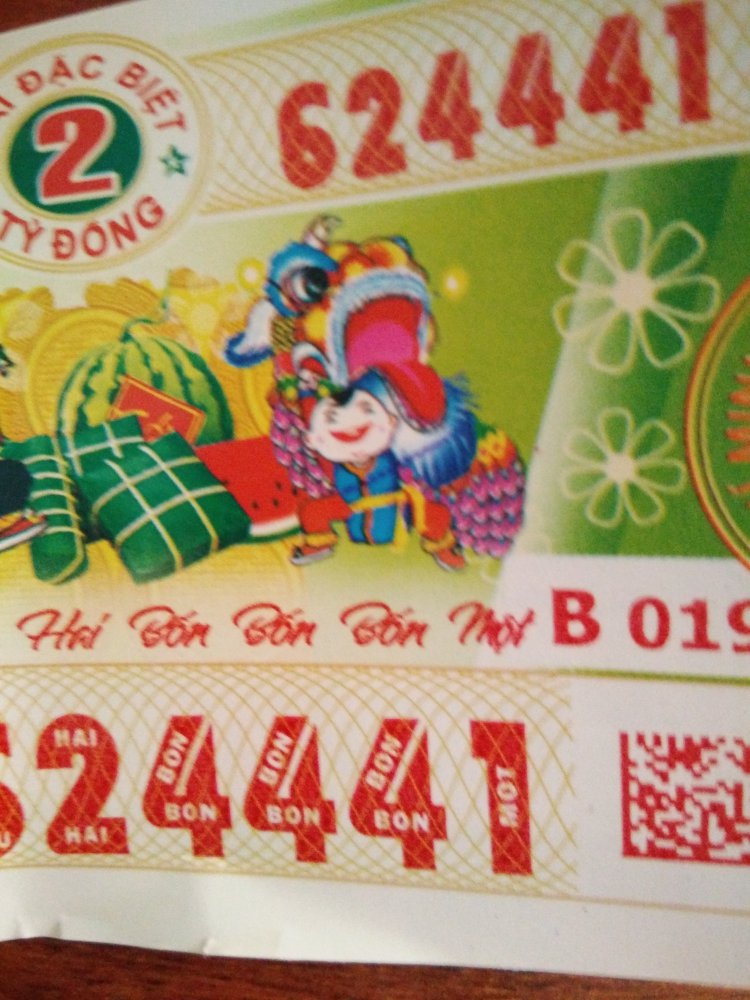 ĐẶC BIỆT
2
TỶ ĐỒNG
624441
Hai Bốn Bốn Bốn Một
B 019
624441
HAI BON BON BON MOT
HAI BON BON BON